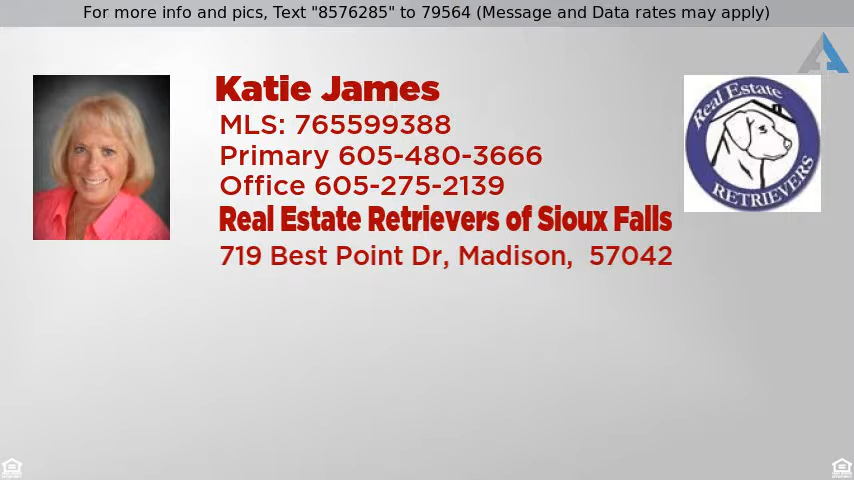 For more info and pics, Text "8576285" to 79564 (Message and Data rates may apply)
Katie James
MLS: 765599388
Primary 605-480-3666
Office 605-275-2139
Real Estate Retrievers of Sioux Falls
719 Best Point Dr, Madison,  57042
Real Estate
RETRIEVERS